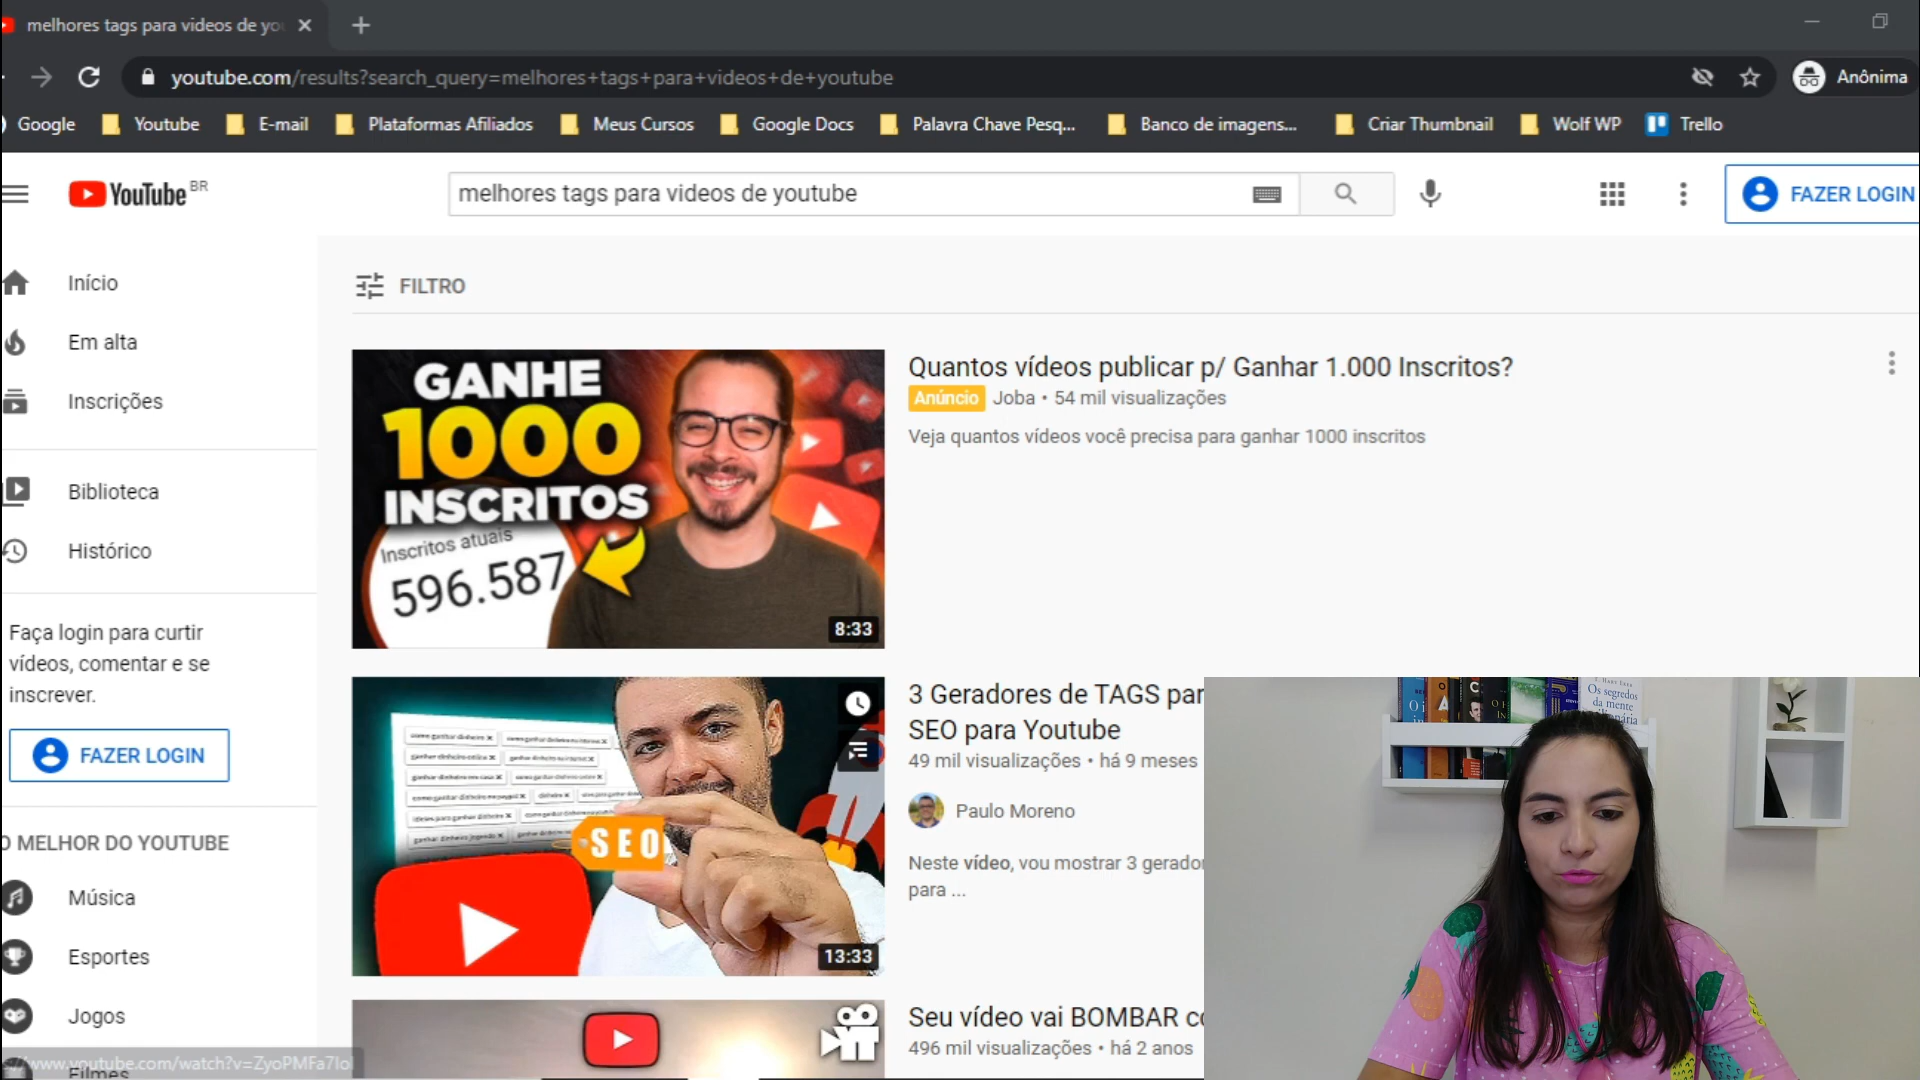 melhores tags para videos de yo
youtube.com/results?search_query=melhores+tags+para+videos+de+youtube
Anônima
Google
Youtube
E-mail
Plataformas Afiliados
Meus Cursos
Google Docs
Palavra Chave Pesq...
Banco de imagens...
Criar Thumbnail
Wolf WP
Trello
YouTube BR
melhores tags para videos de youtube
FAZER LOGIN
Início
Em alta
Inscrições
Biblioteca
Histórico
Faça login para curtir
vídeos, comentar e se
inscrever.
FAZER LOGIN
O MELHOR DO YOUTUBE
Música
Esportes
Jogos
Filmes
www.youtube.com/watch?v=ZyoPMFa7IoI
FILTRO
GANHE
1000
INSCRITOS
Inscritos atuais
596.587
8:33
Quantos vídeos publicar p/ Ganhar 1.000 Inscritos?
Anúncio Joba • 54 mil visualizações
Veja quantos vídeos você precisa para ganhar 1000 inscritos
SEO
13:33
3 Geradores de TAGS par
SEO para Youtube
49 mil visualizações • há 9 meses
Paulo Moreno
Neste vídeo, vou mostrar 3 gerado
para ...
Seu vídeo vai BOMBAR c
496 mil visualizações • há 2 anos
Os segredos
da mente